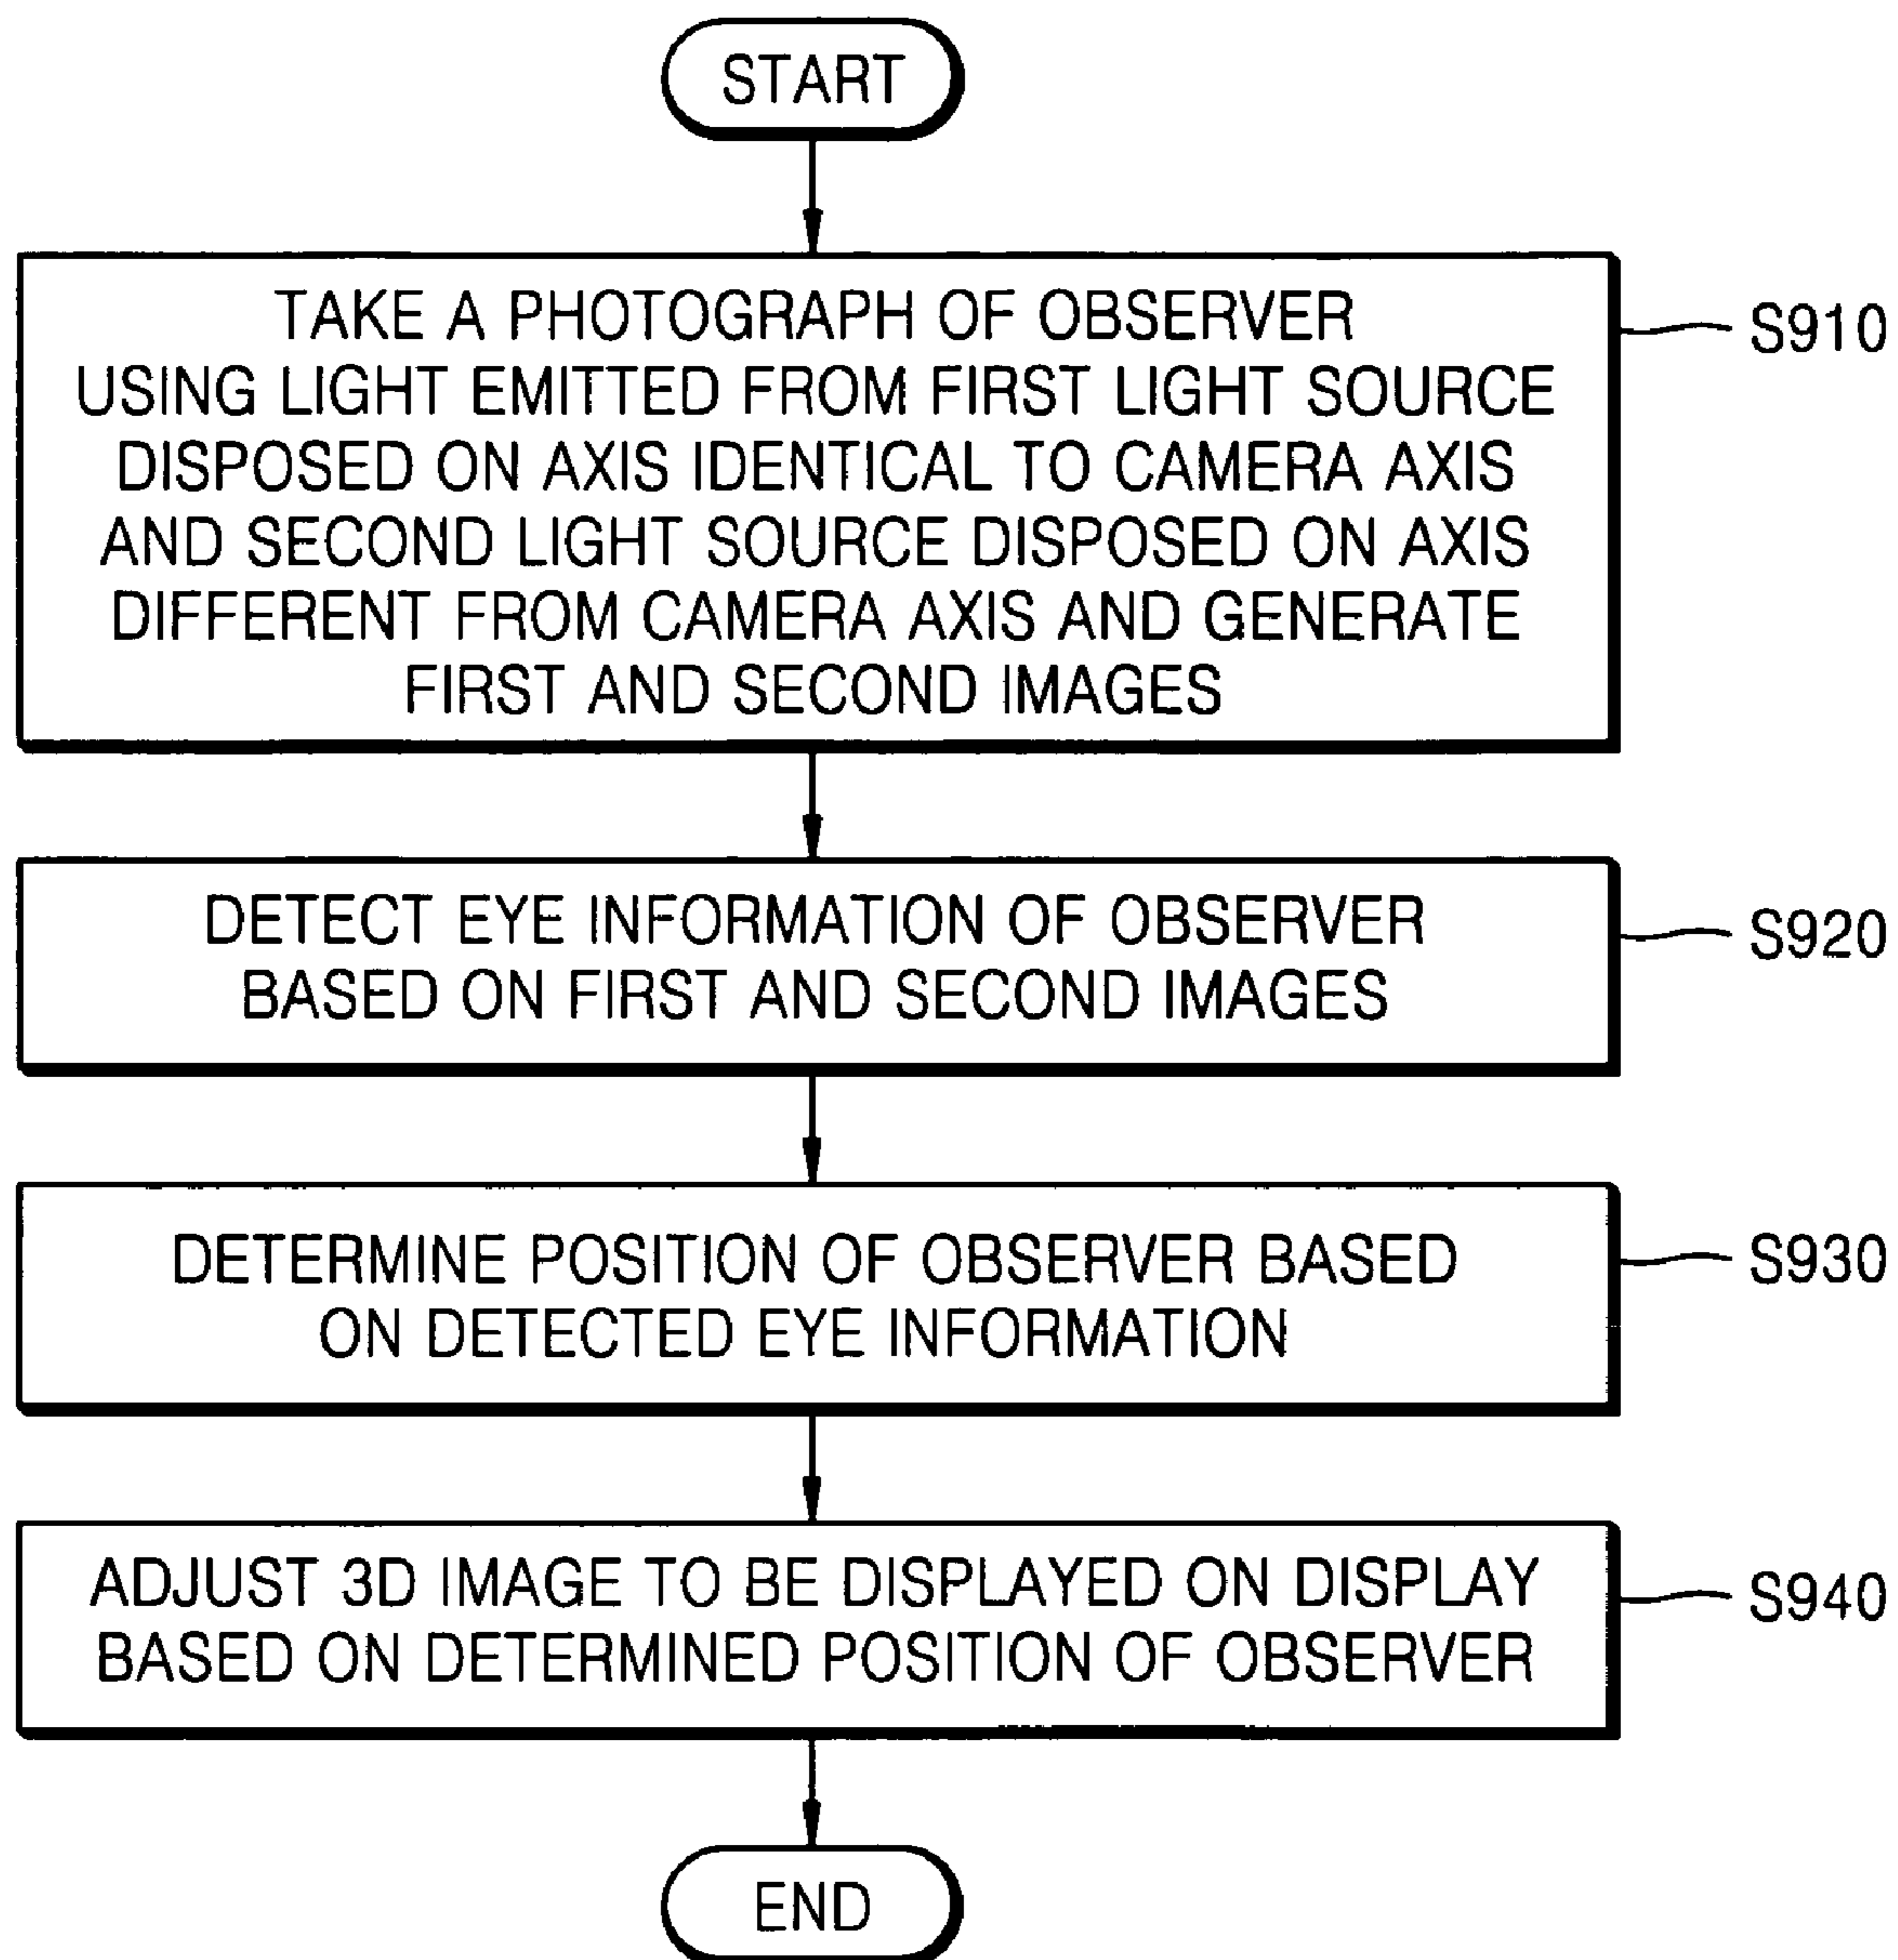 START
TAKE A PHOTOGRAPH OF OBSERVER
USING LIGHT EMITTED FROM FIRST LIGHT SOURCE
DISPOSED ON AXIS IDENTICAL TO CAMERA AXIS
AND SECOND LIGHT SOURCE DISPOSED ON AXIS
DIFFERENT FROM CAMERA AXIS AND GENERATE
FIRST AND SECOND IMAGES
S910
DETECT EYE INFORMATION OF OBSERVER
BASED ON FIRST AND SECOND IMAGES
S920
DETERMINE POSITION OF OBSERVER BASED
ON DETECTED EYE INFORMATION
S930
ADJUST 3D IMAGE TO BE DISPLAYED ON DISPLAY
BASED ON DETERMINED POSITION OF OBSERVER
S940
END